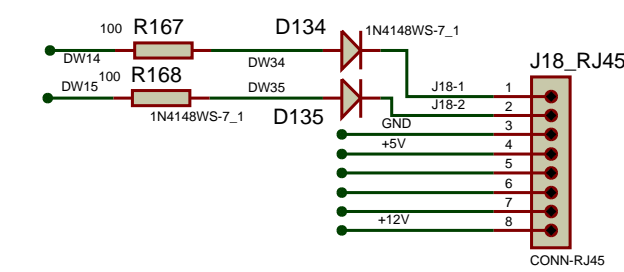 100 R167
D134
1N4148WS-7_1
J18_RJ45
DW14
DW34
100 R168
DW15
DW35
J18-1
1
1N4148WS-7_1
D135
J18-2
2
GND
3
+5V
4
5
6
7
+12V
8
CONN-RJ45